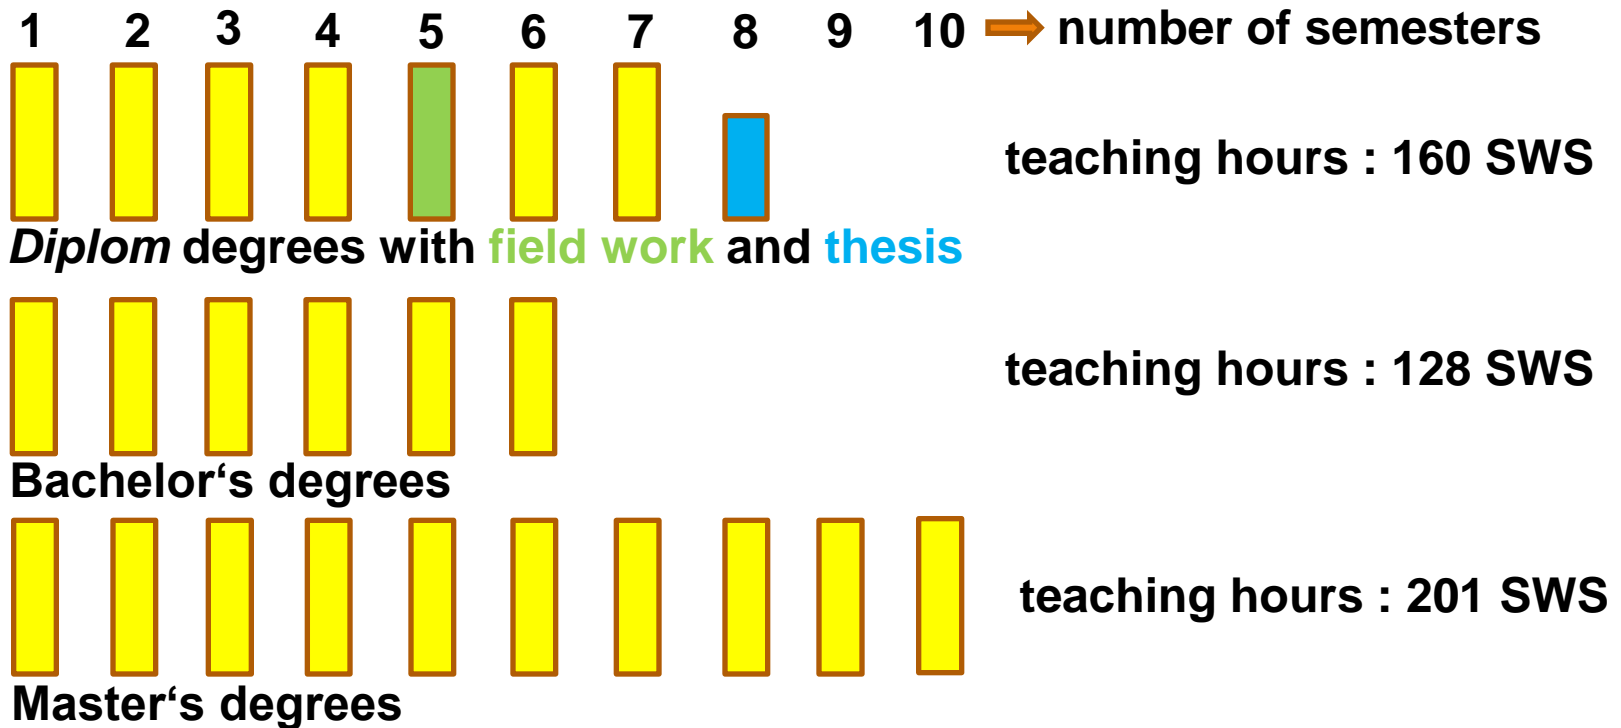 1 2 3 4 5 6 7 8 9 10 number of semesters
teaching hours : 160 SWS
Diplom degrees with field work and thesis
teaching hours : 128 SWS
Bachelor‘s degrees
teaching hours : 201 SWS
Master‘s degrees